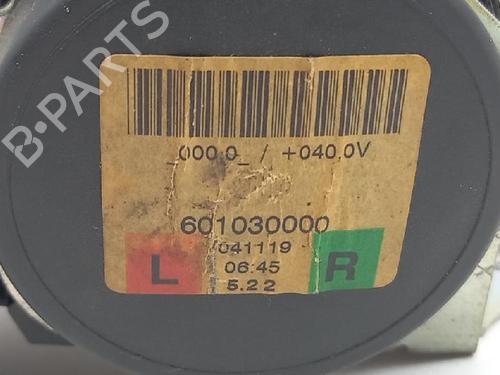 B-PARTS
_000.0_ / +040.0V
601030000
041119
L
06:45
R
5.22